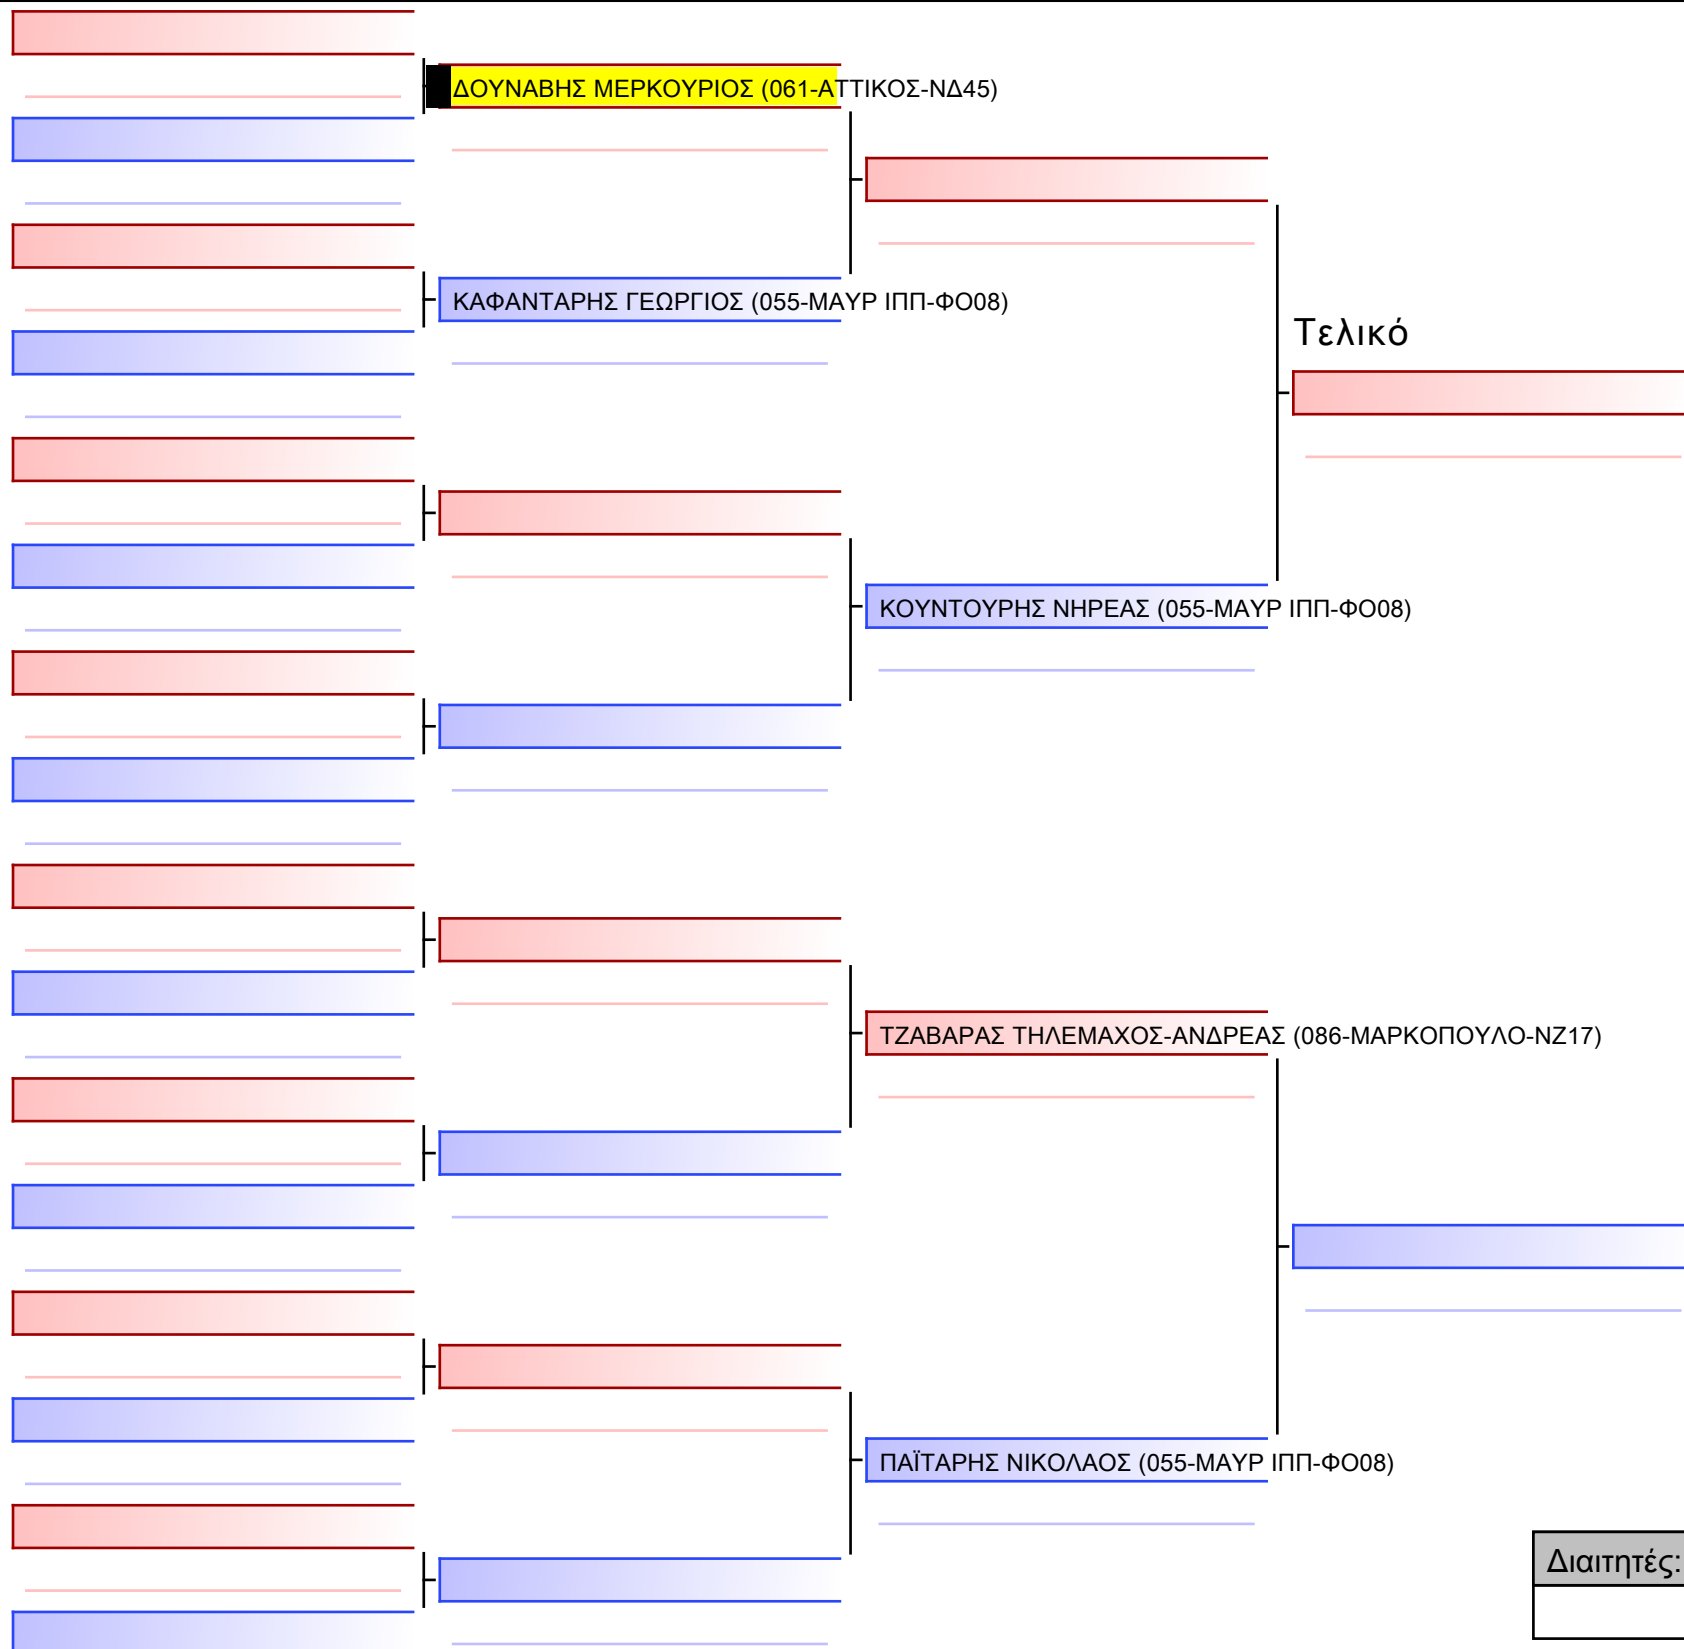 ΔΟΥΝΑΒΗΣ ΜΕΡΚΟΥΡΙΟΣ (061-ΑΤΤΙΚΟΣ-ΝΔ45)
ΚΑΦΑΝΤΑΡΗΣ ΓΕΩΡΓΙΟΣ (055-ΜΑΥΡ ΙΠΠ-ΦΟ08)
Τελικό
ΚΟΥΝΤΟΥΡΗΣ ΝΗΡΕΑΣ (055-ΜΑΥΡ ΙΠΠ-ΦΟ08)
ΤΖΑΒΑΡΑΣ ΤΗΛΕΜΑΧΟΣ-ΑΝΔΡΕΑΣ (086-ΜΑΡΚΟΠΟΥΛΟ-ΝΖ17)
ΠΑΪΤΑΡΗΣ ΝΙΚΟΛΑΟΣ (055-ΜΑΥΡ ΙΠΠ-ΦΟ08)
Διαιτητές: